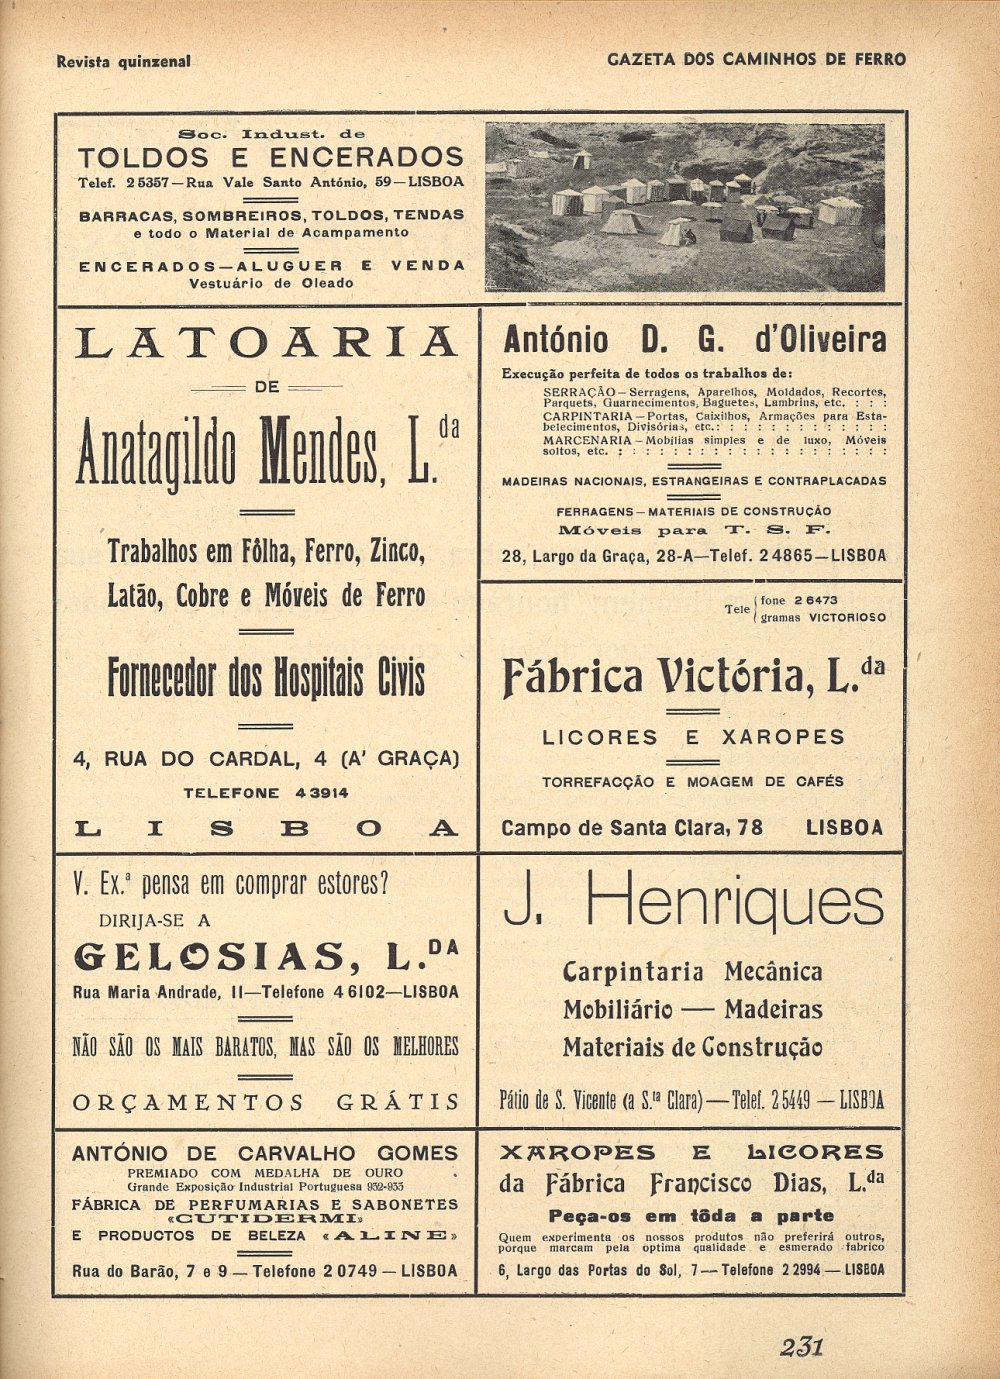 Revista quinzenal
GAZETA DOS CAMINHOS DE FERRO
Soc. Indust. de
TOLDOS E ENCERADOS
Telef. 25357—Rua Vale Santo António, 59—LISBOA
BARRACAS, SOMBREIROS, TOLDOS, TENDAS
e todo o Material de Acampamento
ENCERADOS—ALUGUER E VENDA
Vestuário de Oleado
LATOARIA
DE
Anatagildo Mendes, L.da
Trabalhos em Fôlha, Ferro, Zinco,
Latão, Cobre e Móveis de Ferro
Fornecedor dos Hospitais Civis
4, RUA DO CARDAL, 4 (A' GRAÇA)
TELEFONE 43914
LISBOA
António D. G. d'Oliveira
Execução perfeita de todos os trabalhos de:
SERRAÇÃO—Serragens, Aparelhos, Moldados, Recortes,
Parquets, Guarnecimentos, Baguetes, Lambrins, etc. : : :
CARPINTARIA—Portas, Caixilhos, Armações para Esta-
belecimentos, Divisórias, etc.: : : : : : : : : : : :
MARCENARIA—Mobílias simples e de luxo, Móveis
soltos, etc. : : : : : : : : : : : : : : : : : :
MADEIRAS NACIONAIS, ESTRANGEIRAS E CONTRAPLACADAS
FERRAGENS—MATERIAIS DE CONSTRUÇÃO
Móveis para T. S. F.
28, Largo da Graça, 28-A—Telef. 24865—LISBOA
Tele fone 26473
gramas VICTORIOSO
Fábrica Victória, L.da
LICORES E XAROPES
TORREFACÇÃO E MOAGEM DE CAFÉS
Campo de Santa Clara, 78 LISBOA
V. Ex.ª pensa em comprar estores?
DIRIJA-SE A
GELOSIAS, L.DA
Rua Maria Andrade, 11—Telefone 46102—LISBOA
NÃO SÃO OS MAIS BARATOS, MAS SÃO OS MELHORES
ORÇAMENTOS GRÁTIS
J. Henriques
Carpintaria Mecânica
Mobiliário — Madeiras
Materiais de Construção
Pátio de S. Vicente (a S.ta Clara)—Telef. 25449 — LISBOA
ANTÓNIO DE CARVALHO GOMES
PREMIADO COM MEDALHA DE OURO
Grande Exposição Industrial Portuguesa 932-933
FÁBRICA DE PERFUMARIAS E SABONETES
«CUTIDERMI»
E PRODUCTOS DE BELEZA «ALINE»
Rua do Barão, 7 e 9 — Telefone 20749 — LISBOA
XAROPES E LICORES
da Fábrica Francisco Dias, L.da
Peça-os em tôda a parte
Quem experimenta os nossos produtos não preferirá outros,
porque marcam pela optima qualidade e esmerado fabrico
6, Largo das Portas do Sol, 7 — Telefone 22994 — LISBOA
231